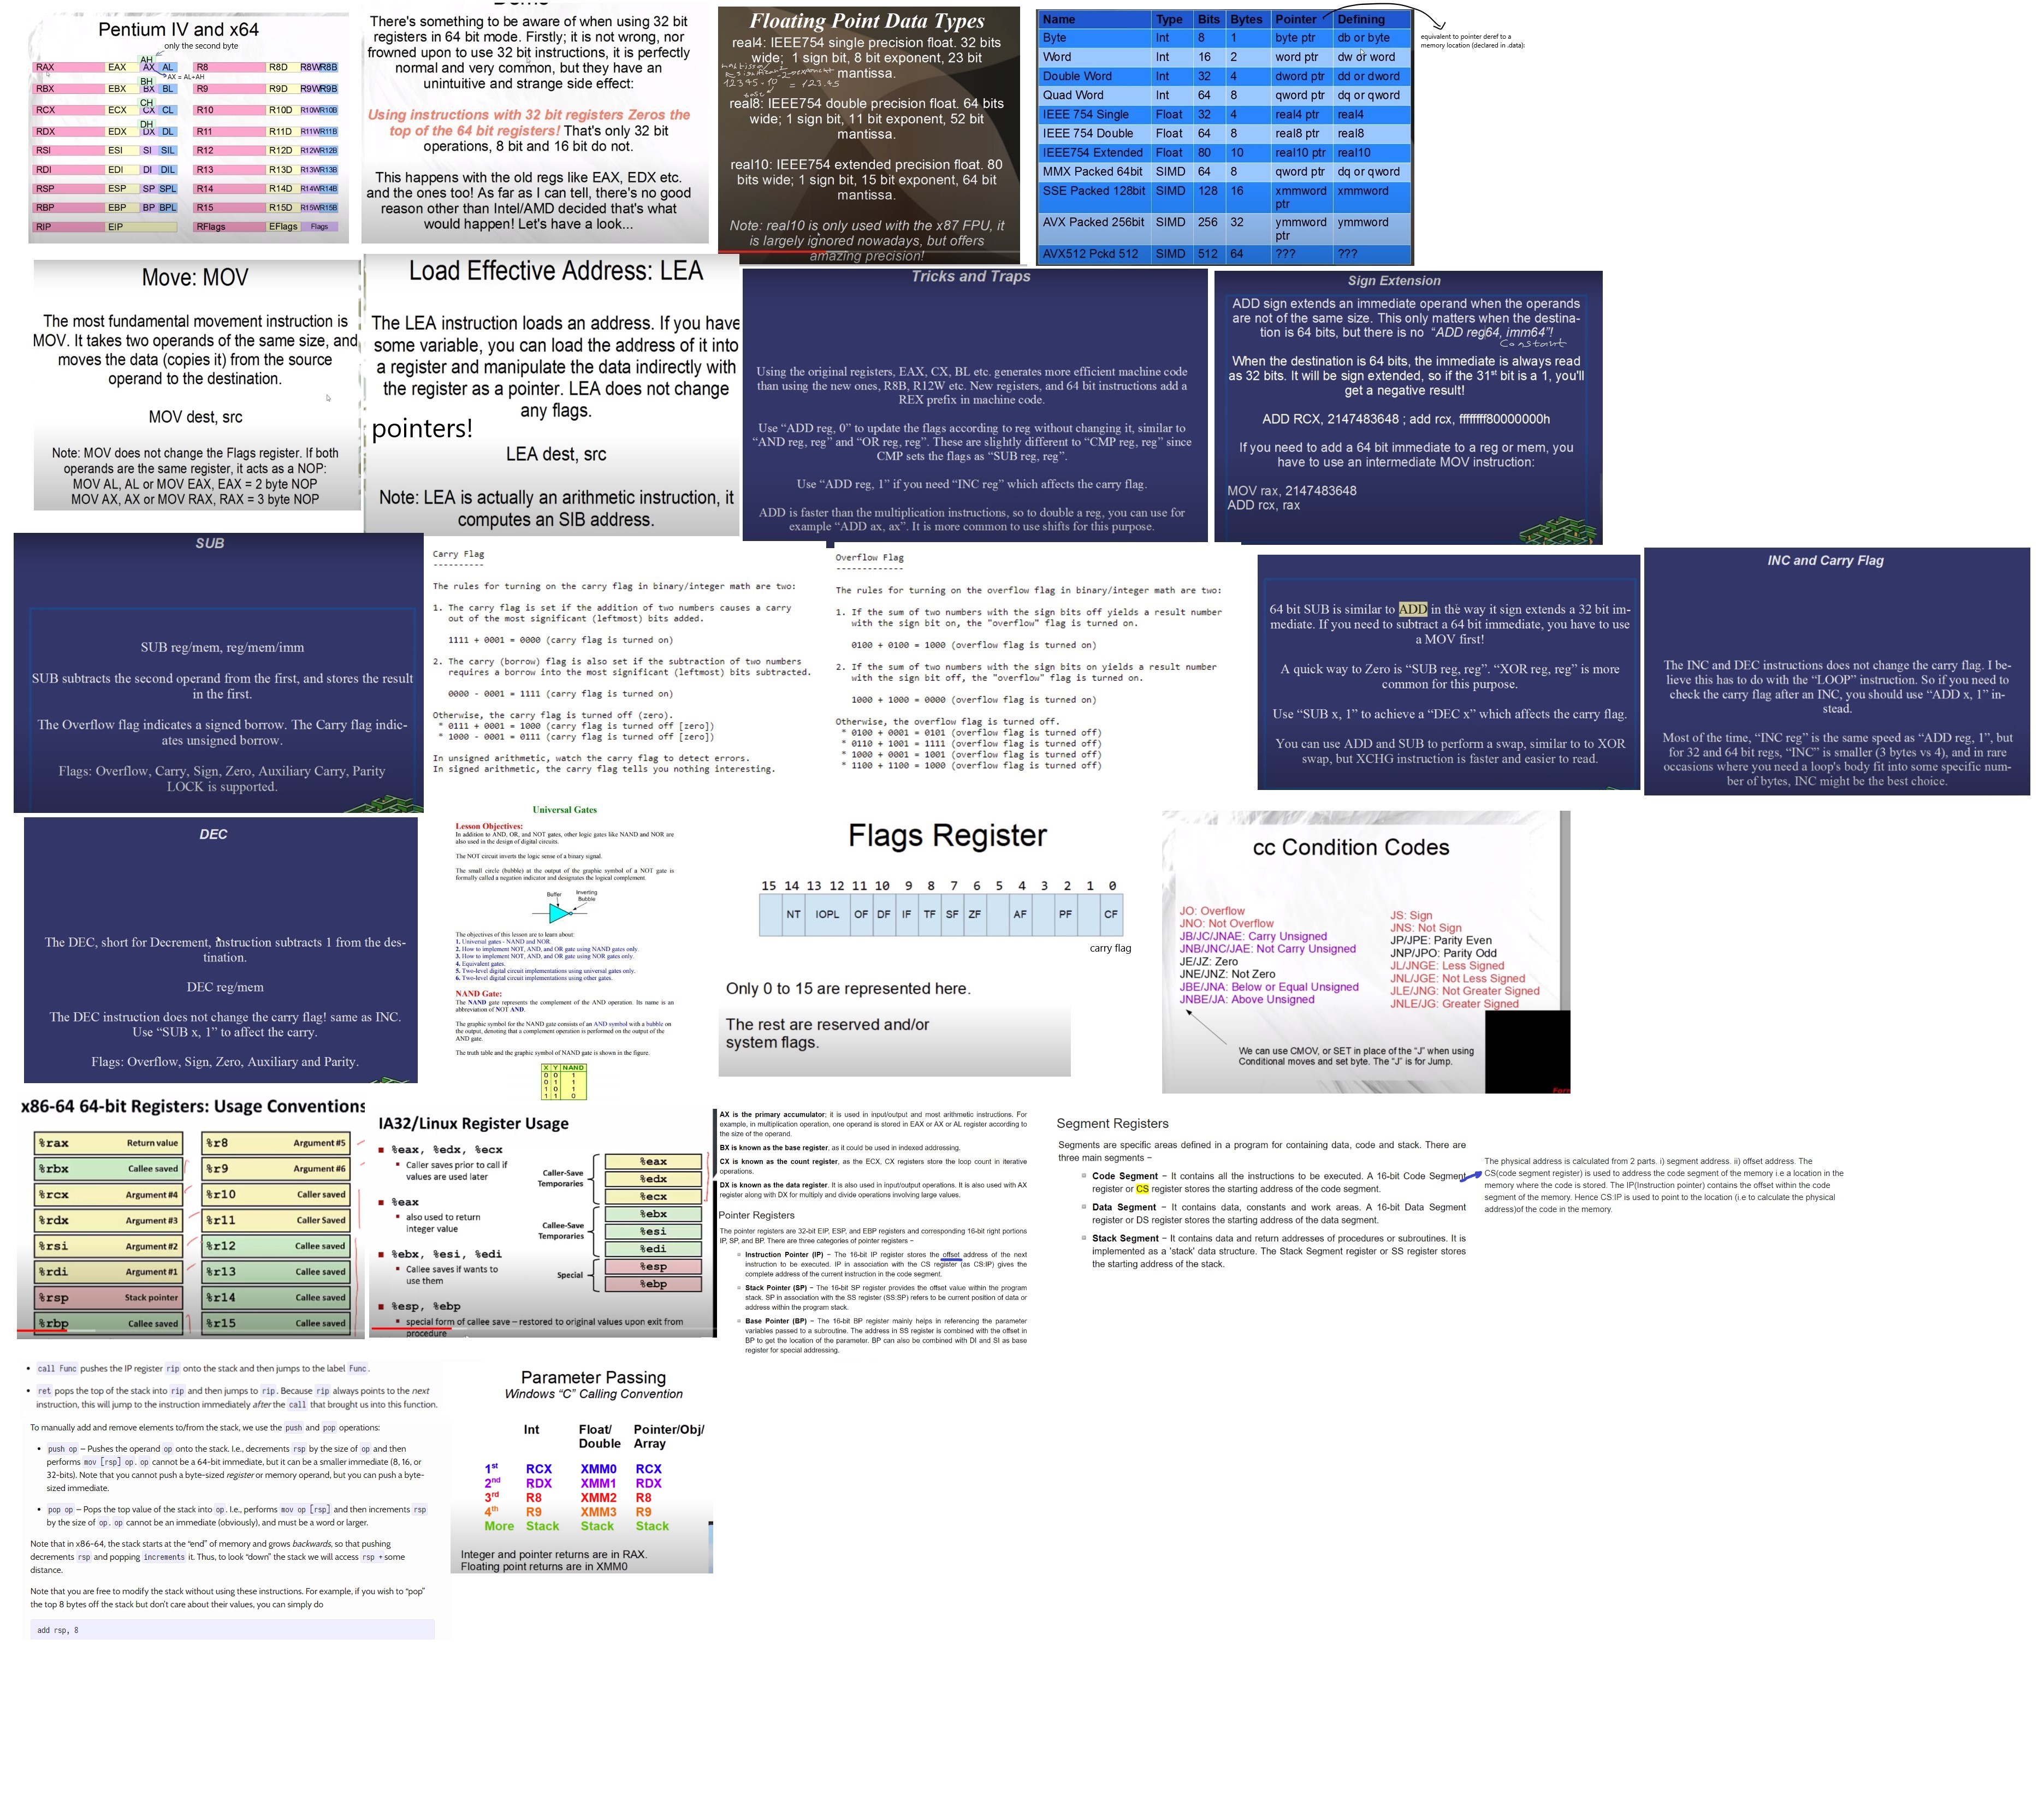 Pentium IV and x64
only the second byte
AH
RAX EAX AX AL R8 R8D R8W R8B
AX = AL+AH
BH
RBX EBX BX BL R9 R9D R9W R9B
CH
RCX ECX CX CL R10 R10D R10W R10B
DH
RDX EDX DX DL R11 R11D R11W R11B
RSI ESI SI SIL R12 R12D R12W R12B
RDI EDI DI DIL R13 R13D R13W R13B
RSP ESP SP SPL R14 R14D R14W R14B
RBP EBP BP BPL R15 R15D R15W R15B
RIP EIP RFlags EFlags Flags
There's something to be aware of when using 32 bit
registers in 64 bit mode. Firstly; it is not wrong, nor
frowned upon to use 32 bit instructions, it is perfectly
normal and very common, but they have an
unintuitive and strange side effect:
Using instructions with 32 bit registers Zeros the
top of the 64 bit registers! That's only 32 bit
operations, 8 bit and 16 bit do not.
This happens with the old regs like EAX, EDX etc.
and the ones too! As far as I can tell, there's no good
reason other than Intel/AMD decided that's what
would happen! Let's have a look...
Floating Point Data Types
real4: IEEE754 single precision float. 32 bits
wide; 1 sign bit, 8 bit exponent, 23 bit
mantissa.
12345 · 10 = 123.45
real8: IEEE754 double precision float. 64 bits
wide; 1 sign bit, 11 bit exponent, 52 bit
mantissa.
real10: IEEE754 extended precision float. 80
bits wide; 1 sign bit, 15 bit exponent, 64 bit
mantissa.
Note: real10 is only used with the x87 FPU, it
is largely ignored nowadays, but offers
amazing precision!
Name Type Bits Bytes Pointer Defining
Byte Int 8 1 byte ptr db or byte
Word Int 16 2 word ptr dw or word
Double Word Int 32 4 dword ptr dd or dword
Quad Word Int 64 8 qword ptr dq or qword
IEEE 754 Single Float 32 4 real4 ptr real4
IEEE 754 Double Float 64 8 real8 ptr real8
IEEE754 Extended Float 80 10 real10 ptr real10
MMX Packed 64bit SIMD 64 8 qword ptr dq or qword
SSE Packed 128bit SIMD 128 16 xmmword ptr xmmword
AVX Packed 256bit SIMD 256 32 ymmword ptr ymmword
AVX512 Pckd 512 SIMD 512 64 ??? ???
equivalent to pointer deref to a
memory location (declared in .data):
Move: MOV
The most fundamental movement instruction is
MOV. It takes two operands of the same size, and
moves the data (copies it) from the source
operand to the destination.
MOV dest, src
Note: MOV does not change the Flags register. If both
operands are the same register, it acts as a NOP:
MOV AL, AL or MOV EAX, EAX = 2 byte NOP
MOV AX, AX or MOV RAX, RAX = 3 byte NOP
Load Effective Address: LEA
The LEA instruction loads an address. If you have
some variable, you can load the address of it into
a register and manipulate the data indirectly with
the register as a pointer. LEA does not change
any flags.
pointers!
LEA dest, src
Note: LEA is actually an arithmetic instruction, it
computes an SIB address.
Tricks and Traps
Using the original registers, EAX, CX, BL etc. generates more efficient machine code
than using the new ones, R8B, R12W etc. New registers, and 64 bit instructions add a
REX prefix in machine code.
Use “ADD reg, 0” to update the flags according to reg without changing it, similar to
“AND reg, reg” and “OR reg, reg”. These are slightly different to “CMP reg, reg” since
CMP sets the flags as “SUB reg, reg”.
Use “ADD reg, 1” if you need “INC reg” which affects the carry flag.
ADD is faster than the multiplication instructions, so to double a reg, you can use for
example “ADD ax, ax”. It is more common to use shifts for this purpose.
Sign Extension
ADD sign extends an immediate operand when the operands
are not of the same size. This only matters when the destina-
tion is 64 bits, but there is no “ADD reg64, imm64”!
Constant
When the destination is 64 bits, the immediate is always read
as 32 bits. It will be sign extended, so if the 31st bit is a 1, you'll
get a negative result!
ADD RCX, 2147483648 ; add rcx, ffffffff80000000h
If you need to add a 64 bit immediate to a reg or mem, you
have to use an intermediate MOV instruction:
MOV rax, 2147483648
ADD rcx, rax
SUB
SUB reg/mem, reg/mem/imm
SUB subtracts the second operand from the first, and stores the result
in the first.
The Overflow flag indicates a signed borrow. The Carry flag indic-
ates unsigned borrow.
Flags: Overflow, Carry, Sign, Zero, Auxiliary Carry, Parity
LOCK is supported.
Carry Flag
----------
The rules for turning on the carry flag in binary/integer math are two:
1. The carry flag is set if the addition of two numbers causes a carry
out of the most significant (leftmost) bits added.
1111 + 0001 = 0000 (carry flag is turned on)
2. The carry (borrow) flag is also set if the subtraction of two numbers
requires a borrow into the most significant (leftmost) bits subtracted.
0000 - 0001 = 1111 (carry flag is turned on)
Otherwise, the carry flag is turned off (zero).
* 0111 + 0001 = 1000 (carry flag is turned off [zero])
* 1000 - 0001 = 0111 (carry flag is turned off [zero])
In unsigned arithmetic, watch the carry flag to detect errors.
In signed arithmetic, the carry flag tells you nothing interesting.
Overflow Flag
-------------
The rules for turning on the overflow flag in binary/integer math are two:
1. If the sum of two numbers with the sign bits off yields a result number
with the sign bit on, the "overflow" flag is turned on.
0100 + 0100 = 1000 (overflow flag is turned on)
2. If the sum of two numbers with the sign bits on yields a result number
with the sign bit off, the "overflow" flag is turned on.
1000 + 1000 = 0000 (overflow flag is turned on)
Otherwise, the overflow flag is turned off.
* 0100 + 0001 = 0101 (overflow flag is turned off)
* 0110 + 1001 = 1111 (overflow flag is turned off)
* 1000 + 0001 = 1001 (overflow flag is turned off)
* 1100 + 1100 = 1000 (overflow flag is turned off)
64 bit SUB is similar to ADD in the way it sign extends a 32 bit im-
mediate. If you need to subtract a 64 bit immediate, you have to use
a MOV first!
A quick way to Zero is “SUB reg, reg”. “XOR reg, reg” is more
common for this purpose.
Use “SUB x, 1” to achieve a “DEC x” which affects the carry flag.
You can use ADD and SUB to perform a swap, similar to to XOR
swap, but XCHG instruction is faster and easier to read.
INC and Carry Flag
The INC and DEC instructions does not change the carry flag. I be-
lieve this has to do with the “LOOP” instruction. So if you need to
check the carry flag after an INC, you should use “ADD x, 1” in-
stead.
Most of the time, “INC reg” is the same speed as “ADD reg, 1”, but
for 32 and 64 bit regs, “INC” is smaller (3 bytes vs 4), and in rare
occasions where you need a loop's body fit into some specific num-
ber of bytes, INC might be the best choice.
DEC
The DEC, short for Decrement, instruction subtracts 1 from the des-
tination.
DEC reg/mem
The DEC instruction does not change the carry flag! same as INC.
Use “SUB x, 1” to affect the carry.
Flags: Overflow, Sign, Zero, Auxiliary and Parity.
Universal Gates
Lesson Objectives:
In addition to AND, OR, and NOT gates, other logic gates like NAND and NOR are
also used in the design of digital circuits.
The NOT circuit inverts the logic sense of a binary signal.
The small circle (bubble) at the output of the graphic symbol of a NOT gate is
formally called a negation indicator and designates the logical complement.
Buffer Inverting
Bubble
The objectives of this lesson are to learn about:
1. Universal gates - NAND and NOR.
2. How to implement NOT, AND, and OR gate using NAND gates only.
3. How to implement NOT, AND, and OR gate using NOR gates only.
4. Equivalent gates.
5. Two-level digital circuit implementations using universal gates only.
6. Two-level digital circuit implementations using other gates.
NAND Gate:
The NAND gate represents the complement of the AND operation. Its name is an
abbreviation of NOT AND.
The graphic symbol for the NAND gate consists of an AND symbol with a bubble on
the output, denoting that a complement operation is performed on the output of the
AND gate.
The truth table and the graphic symbol of NAND gate is shown in the figure.
X Y NAND
0 0 1
0 1 1
1 0 1
1 1 0
Flags Register
15 14 13 12 11 10 9 8 7 6 5 4 3 2 1 0
NT IOPL OF DF IF TF SF ZF AF PF CF
carry flag
Only 0 to 15 are represented here.
The rest are reserved and/or
system flags.
cc Condition Codes
JO: Overflow
JNO: Not Overflow
JB/JC/JNAE: Carry Unsigned
JNB/JNC/JAE: Not Carry Unsigned
JE/JZ: Zero
JNE/JNZ: Not Zero
JBE/JNA: Below or Equal Unsigned
JNBE/JA: Above Unsigned
JS: Sign
JNS: Not Sign
JP/JPE: Parity Even
JNP/JPO: Parity Odd
JL/JNGE: Less Signed
JNL/JGE: Not Less Signed
JLE/JNG: Not Greater Signed
JNLE/JG: Greater Signed
We can use CMOV, or SET in place of the “J” when using
Conditional moves and set byte. The “J” is for Jump.
x86-64 64-bit Registers: Usage Conventions
%rax Return value %r8 Argument #5
%rbx Callee saved %r9 Argument #6
%rcx Argument #4 %r10 Caller saved
%rdx Argument #3 %r11 Caller Saved
%rsi Argument #2 %r12 Callee saved
%rdi Argument #1 %r13 Callee saved
%rsp Stack pointer %r14 Callee saved
%rbp Callee saved %r15 Callee saved
IA32/Linux Register Usage
%eax, %edx, %ecx
Caller saves prior to call if
values are used later
%eax
also used to return
integer value
%ebx, %esi, %edi
Callee saves if wants to
use them
%esp, %ebp
special form of callee save – restored to original values upon exit from
procedure
Caller-Save
Temporaries
%eax
%edx
%ecx
Callee-Save
Temporaries
%ebx
%esi
%edi
Special
%esp
%ebp
AX is the primary accumulator; it is used in input/output and most arithmetic instructions. For
example, in multiplication operation, one operand is stored in EAX or AX or AL register according to
the size of the operand.
BX is known as the base register, as it could be used in indexed addressing.
CX is known as the count register, as the ECX, CX registers store the loop count in iterative
operations.
DX is known as the data register. It is also used in input/output operations. It is also used with AX
register along with DX for multiply and divide operations involving large values.
Pointer Registers
The pointer registers are 32-bit EIP, ESP, and EBP registers and corresponding 16-bit right portions
IP, SP, and BP. There are three categories of pointer registers −
Instruction Pointer (IP) − The 16-bit IP register stores the offset address of the next
instruction to be executed. IP in association with the CS register (as CS:IP) gives the
complete address of the current instruction in the code segment.
Stack Pointer (SP) − The 16-bit SP register provides the offset value within the program
stack. SP in association with the SS register (SS:SP) refers to be current position of data or
address within the program stack.
Base Pointer (BP) − The 16-bit BP register mainly helps in referencing the parameter
variables passed to a subroutine. The address in SS register is combined with the offset in
BP to get the location of the parameter. BP can also be combined with DI and SI as base
register for special addressing.
Segment Registers
Segments are specific areas defined in a program for containing data, code and stack. There are
three main segments −
Code Segment − It contains all the instructions to be executed. A 16-bit Code Segment
register or CS register stores the starting address of the code segment.
Data Segment − It contains data, constants and work areas. A 16-bit Data Segment
register or DS register stores the starting address of the data segment.
Stack Segment − It contains data and return addresses of procedures or subroutines. It is
implemented as a 'stack' data structure. The Stack Segment register or SS register stores
the starting address of the stack.
The physical address is calculated from 2 parts. i) segment address. ii) offset address. The
CS(code segment register) is used to address the code segment of the memory i.e a location in the
memory where the code is stored. The IP(Instruction pointer) contains the offset within the code
segment of the memory. Hence CS:IP is used to point to the location (i.e to calculate the physical
address)of the code in the memory.
call Func pushes the IP register rip onto the stack and then jumps to the label Func.
ret pops the top of the stack into rip and then jumps to rip. Because rip always points to the next
instruction, this will jump to the instruction immediately after the call that brought us into this function.
To manually add and remove elements to/from the stack, we use the push and pop operations:
push op – Pushes the operand op onto the stack. I.e., decrements rsp by the size of op and then
performs mov [rsp] op. op cannot be a 64-bit immediate, but it can be a smaller immediate (8, 16, or
32-bits). Note that you cannot push a byte-sized register or memory operand, but you can push a byte-
sized immediate.
pop op – Pops the top value of the stack into op. I.e., performs mov op [rsp] and then increments rsp
by the size of op. op cannot be an immediate (obviously), and must be a word or larger.
Note that in x86-64, the stack starts at the “end” of memory and grows backwards, so that pushing
decrements rsp and popping increments it. Thus, to look “down” the stack we will access rsp + some
distance.
Note that you are free to modify the stack without using these instructions. For example, if you wish to “pop”
the top 8 bytes off the stack but don't care about their values, you can simply do
add rsp, 8
Parameter Passing
Windows “C” Calling Convention
Int Float/ Pointer/Obj/
Double Array
1st RCX XMM0 RCX
2nd RDX XMM1 RDX
3rd R8 XMM2 R8
4th R9 XMM3 R9
More Stack Stack Stack
Integer and pointer returns are in RAX.
Floating point returns are in XMM0